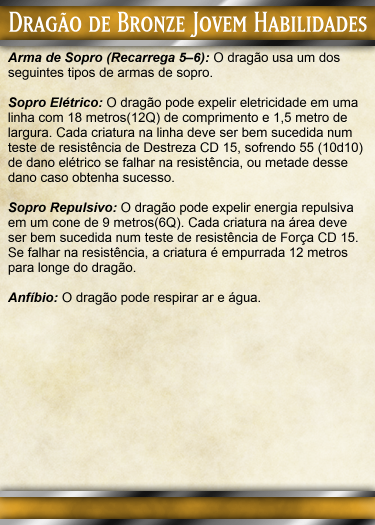 Dragão de Bronze Jovem Habilidades
Arma de Sopro (Recarrega 5–6): O dragão usa um dos
seguintes tipos de armas de sopro.
Sopro Elétrico: O dragão pode expelir eletricidade em uma
linha com 18 metros(12Q) de comprimento e 1,5 metro de
largura. Cada criatura na linha deve ser bem sucedida num
teste de resistência de Destreza CD 15, sofrendo 55 (10d10)
de dano elétrico se falhar na resistência, ou metade desse
dano caso obtenha sucesso.
Sopro Repulsivo: O dragão pode expelir energia repulsiva
em um cone de 9 metros(6Q). Cada criatura na área deve
ser bem sucedida num teste de resistência de Força CD 15.
Se falhar na resistência, a criatura é empurrada 12 metros
para longe do dragão.
Anfíbio: O dragão pode respirar ar e água.